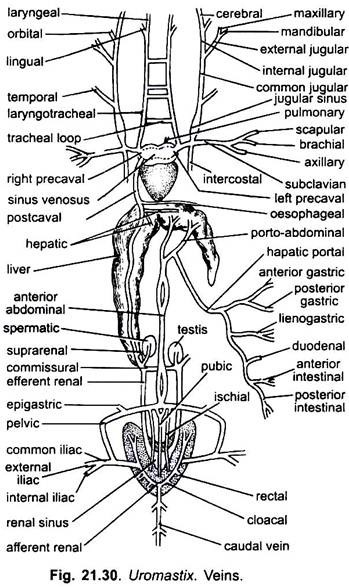 laryngeal
orbital
lingual
temporal
laryngotracheal
tracheal loop
right precaval
sinus venosus
postcaval
hepatic
liver
anterior
abdominal
spermatic
suprarenal
commissural
efferent renal
epigastric
pelvic
common iliac
external
iliac
internal iliac
renal sinus
afferent renal
cerebral
maxillary
mandibular
external jugular
internal jugular
common jugular
jugular sinus
pulmonary
scapular
brachial
axillary
intercostal
subclavian
left precaval
oesophageal
porto-abdominal
hapatic portal
anterior gastric
posterior
gastric
lienogastric
testis
duodenal
anterior
intestinal
pubic
ischial
posterior
intestinal
rectal
cloacal
caudal vein
Fig. 21.30. Uromastix. Veins.